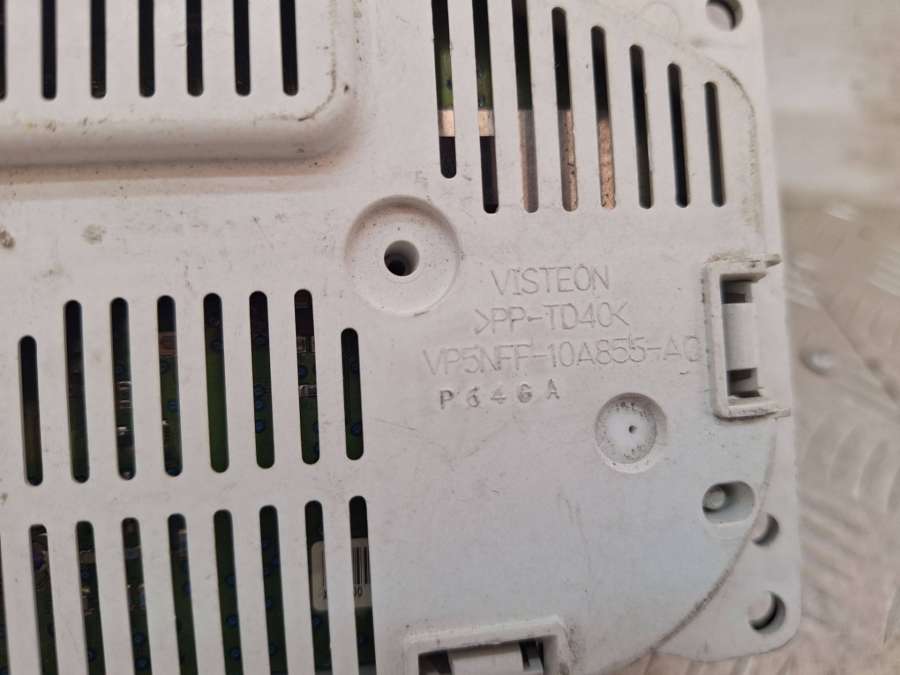 VISTEON
>PP-TD40<
VP5NFF-10A855-AC
P646A